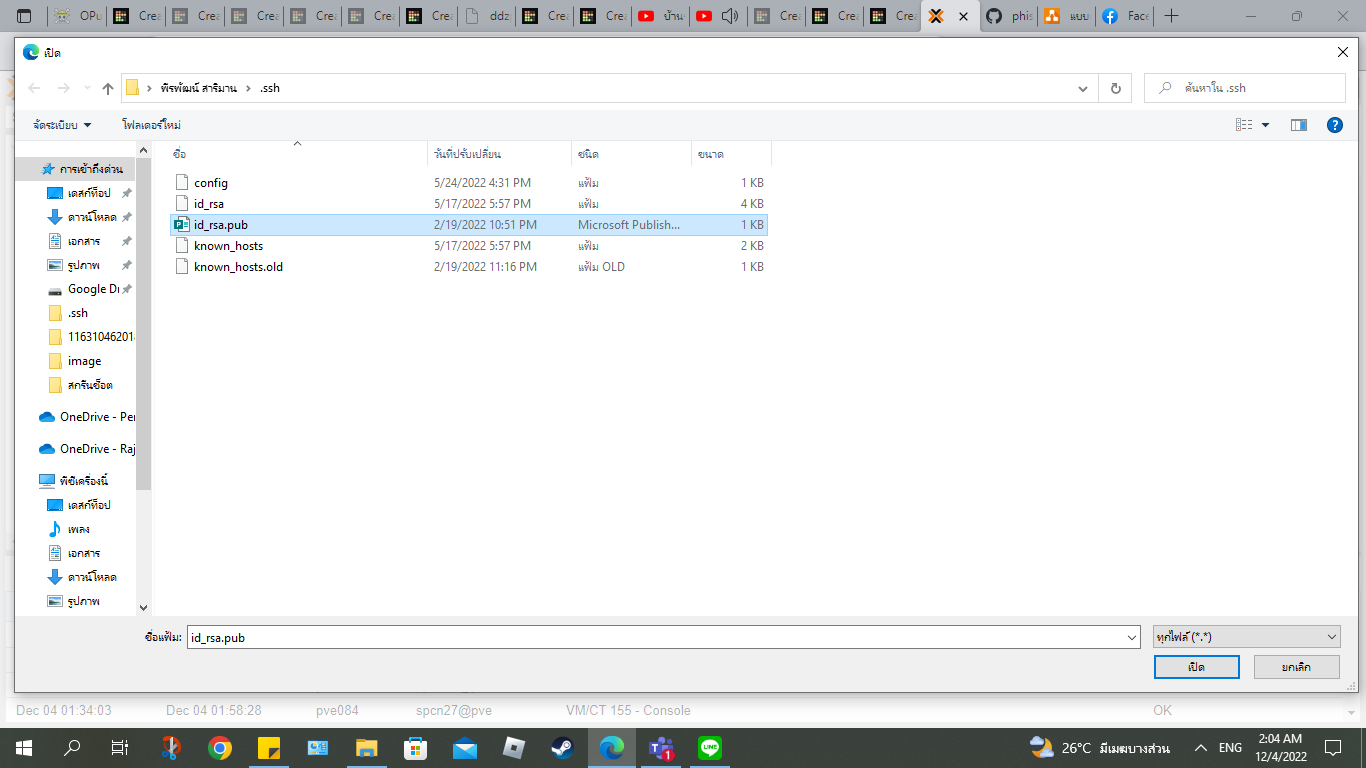 OPu
Crea
Crea
Crea
Crea
Crea
Crea
ddz
Crea
Crea
บ้าน
Crea
Crea
Crea
phis
แบบ
Face
เปิด
พีรพัฒน์ สาริมาน
.ssh
ค้นหาใน .ssh
จัดระเบียบ
โฟลเดอร์ใหม่
ชื่อ
วันที่ปรับเปลี่ยน
ชนิด
ขนาด
config 5/24/2022 4:31 PM แฟ้ม 1 KB
id_rsa 5/17/2022 5:57 PM แฟ้ม 4 KB
id_rsa.pub 2/19/2022 10:51 PM Microsoft Publish... 1 KB
known_hosts 5/17/2022 5:57 PM แฟ้ม 2 KB
known_hosts.old 2/19/2022 11:16 PM แฟ้ม OLD 1 KB
การเข้าถึงด่วน
เดสก์ท็อป
ดาวน์โหลด
เอกสาร
รูปภาพ
Google Dr
.ssh
116310462018
image
สกรีนช็อต
OneDrive - Per
OneDrive - Raj
พีซีเครื่องนี้
เดสก์ท็อป
เพลง
เอกสาร
ดาวน์โหลด
รูปภาพ
ชื่อแฟ้ม: id_rsa.pub
ทุกไฟล์ (*.*)
เปิด
ยกเลิก
Dec 04 01:34:03 Dec 04 01:58:28 pve084 spcn27@pve VM/CT 155 - Console OK
26°C มีเมฆบางส่วน
ENG
2:04 AM
12/4/2022